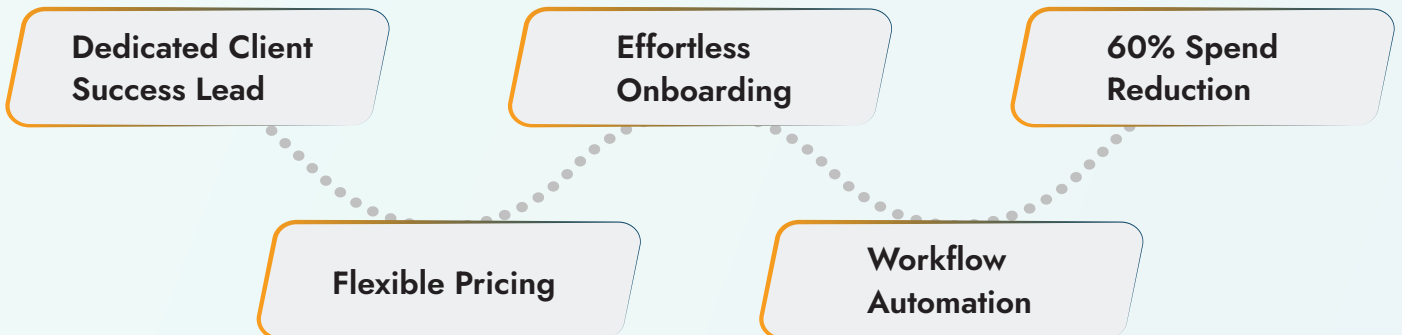 Dedicated Client
Success Lead
Effortless
Onboarding
60% Spend
Reduction
Flexible Pricing
Workflow
Automation